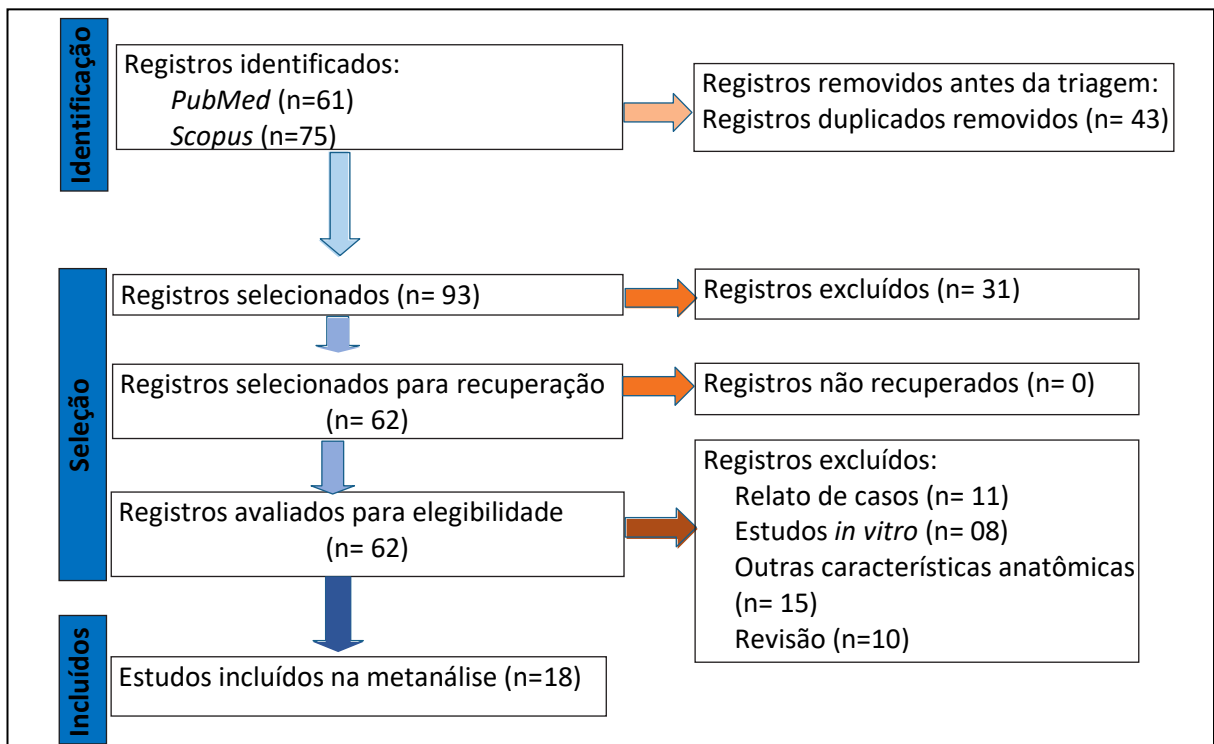 Identificação
Registros identificados:
PubMed (n=61)
Scopus (n=75)
Registros removidos antes da triagem:
Registros duplicados removidos (n= 43)
Seleção
Registros selecionados (n= 93)
Registros excluídos (n= 31)
Registros selecionados para recuperação
(n= 62)
Registros não recuperados (n= 0)
Registros avaliados para elegibilidade
(n= 62)
Registros excluídos:
Relato de casos (n= 11)
Estudos in vitro (n= 08)
Outras características anatômicas
(n= 15)
Revisão (n=10)
Incluídos
Estudos incluídos na metanálise (n=18)